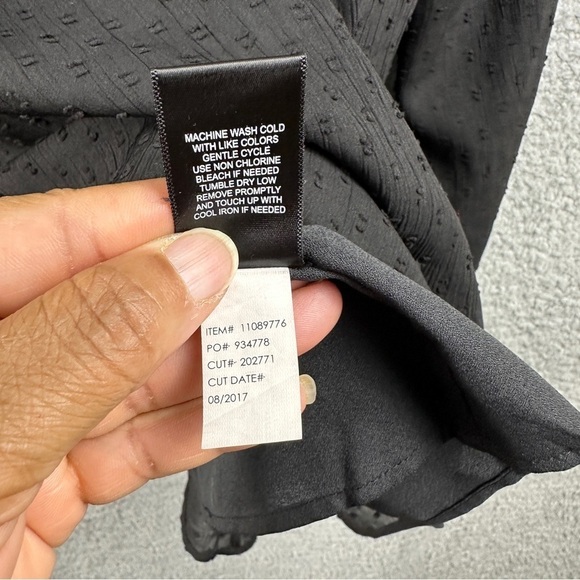 MACHINE WASH COLD
WITH LIKE COLORS
GENTLE CYCLE
USE NON CHLORINE
BLEACH IF NEEDED
TUMBLE DRY LOW
REMOVE PROMPTLY
AND TOUCH UP WITH
COOL IRON IF NEEDED
ITEM# 11089776
PO# 934778
CUT# 202771
CUT DATE#
08/2017